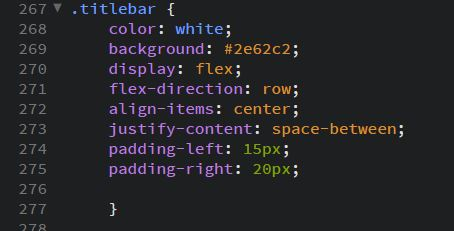 267 ▼ .titlebar {
268 color: white;
269 background: #2e62c2;
270 display: flex;
271 flex-direction: row;
272 align-items: center;
273 justify-content: space-between;
274 padding-left: 15px;
275 padding-right: 20px;
276
277 }
278